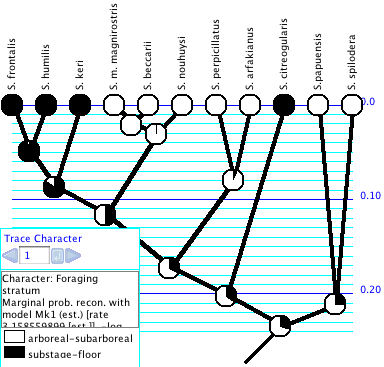 S. frontalis
S. humilis
S. keri
S. m. magnirostris
S. beccarii
S. nouhuysi
S. perpicillatus
S. arfakianus
S. citreogularis
S.papuensis
S. spilodera
0.0
0.10
0.20
Trace Character
1
Character: Foraging
stratum
Marginal prob. recon. with
model Mk1 (est.) [rate
3.158559899 [est.]] -log
arboreal-subarboreal
substage-floor